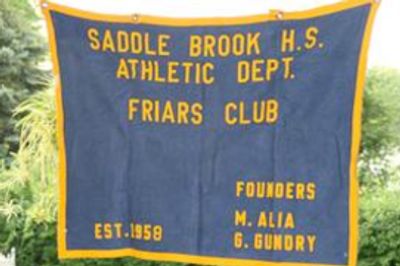 SADDLE BROOK H.S.
ATHLETIC DEPT.
FRIARS CLUB
FOUNDERS
M. ALIA
EST. 1958
G. GUNDRY